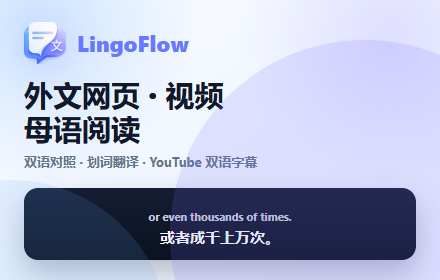 文
LingoFlow
外文网页 · 视频
母语阅读
双语对照 · 划词翻译 · YouTube 双语字幕
or even thousands of times.
或者成千上万次。